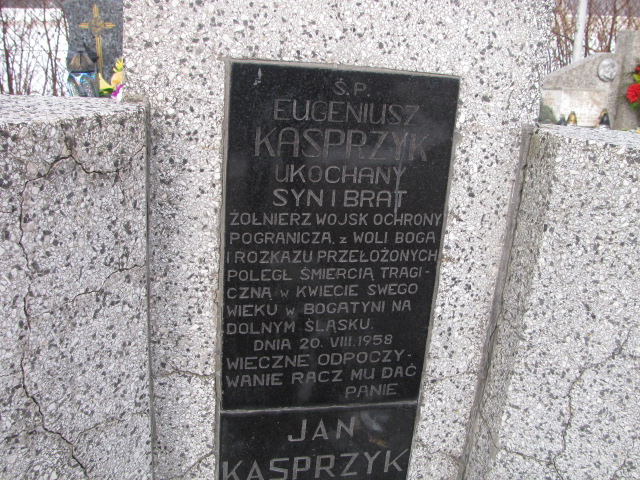 Ś.P.
EUGENIUSZ
KASPRZYK
UKOCHANY
SYN I BRAT
ŻOŁNIERZ WOJSK OCHRONY
POGRANICZA, z WOLI BOGA
I ROZKAZU PRZEŁOŻONYCH
POLEGŁ ŚMIERCIĄ TRAGI-
CZNĄ w KWIECIE SWEGO
WIEKU w BOGATYNI NA
DOLNYM ŚLĄSKU.
DNIA 20. VIII. 1958
WIECZNE ODPOCZY-
WANIE RACZ MU DAĆ
PANIE
JAN
KASPRZYK